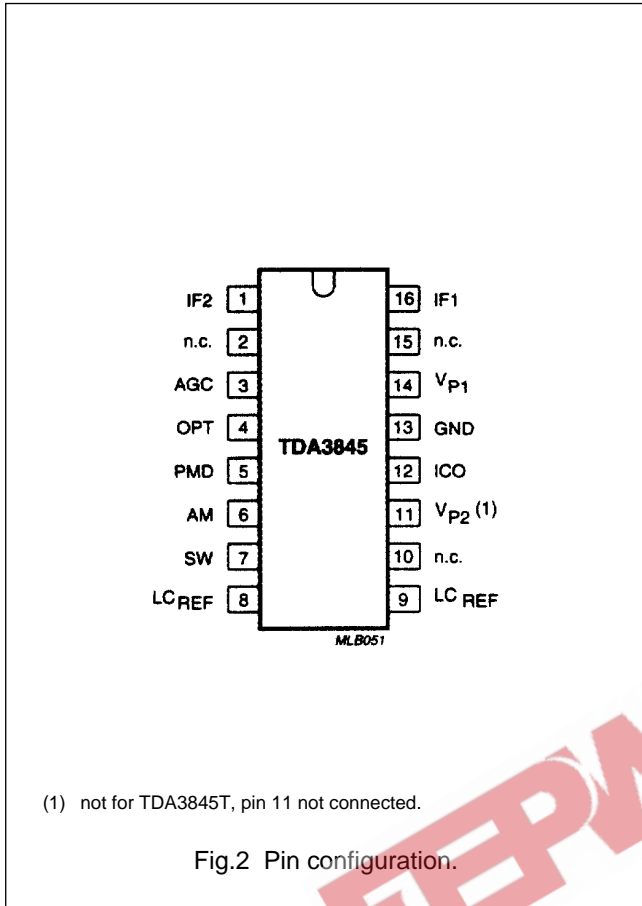 IF2 1 16 IF1
n.c. 2 15 n.c.
AGC 3 14 VP1
OPT 4 13 GND
TDA3845
PMD 5 12 ICO
AM 6 11 VP2 (1)
SW 7 10 n.c.
LCREF 8 9 LC REF
MLB051
(1) not for TDA3845T, pin 11 not connected.
Fig.2 Pin configuration.